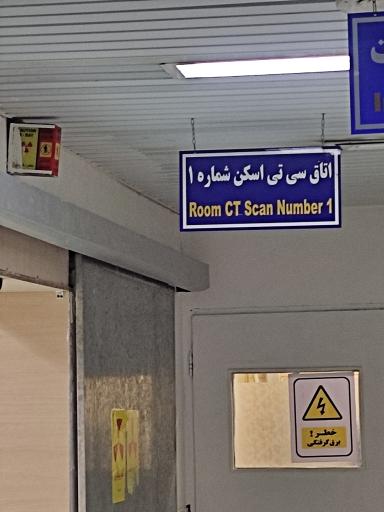 اتاق سی تی اسکن شماره ۱
Room CT Scan Number 1
خطر !
برق گرفتگی